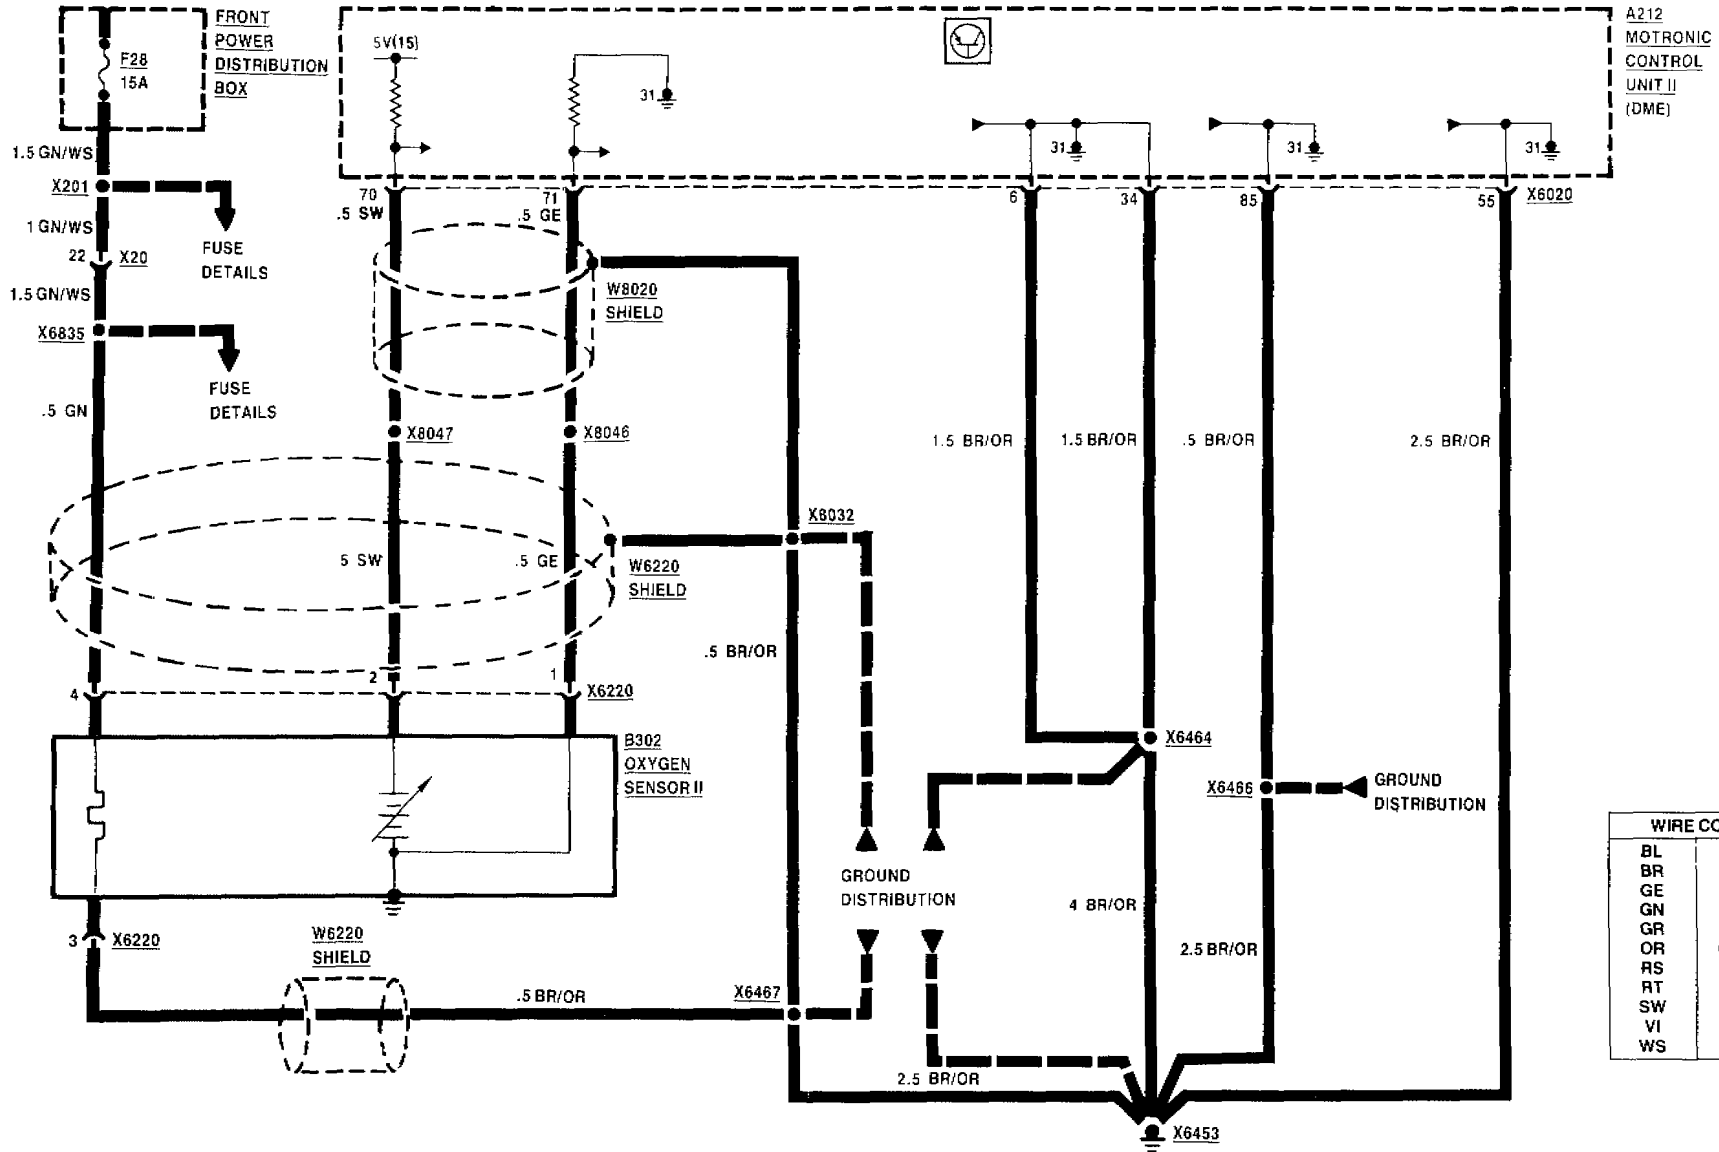 FRONT
POWER
DISTRIBUTION
BOX
F28
15A
1.5 GN/WS
X201
1 GN/WS
FUSE
DETAILS
22
X20
1.5 GN/WS
X6835
FUSE
DETAILS
.5 GN
5V(15)
31
31
31
31
A212
MOTRONIC
CONTROL
UNIT II
(DME)
70
.5 SW
71
.5 GE
6
34
85
55
X6020
W8020
SHIELD
X8047
X8046
1.5 BR/OR
1.5 BR/OR
.5 BR/OR
2.5 BR/OR
X8032
5 SW
.5 GE
W6220
SHIELD
.5 BR/OR
4
2
1
X6220
B302
OXYGEN
SENSOR II
X6464
X6466
GROUND
DISTRIBUTION
GROUND
DISTRIBUTION
4 BR/OR
2.5 BR/OR
3
X6220
W6220
SHIELD
.5 BR/OR
X6467
2.5 BR/OR
X6453
WIRE CO
BL
BR
GE
GN
GR
OR
RS
RT
SW
VI
WS